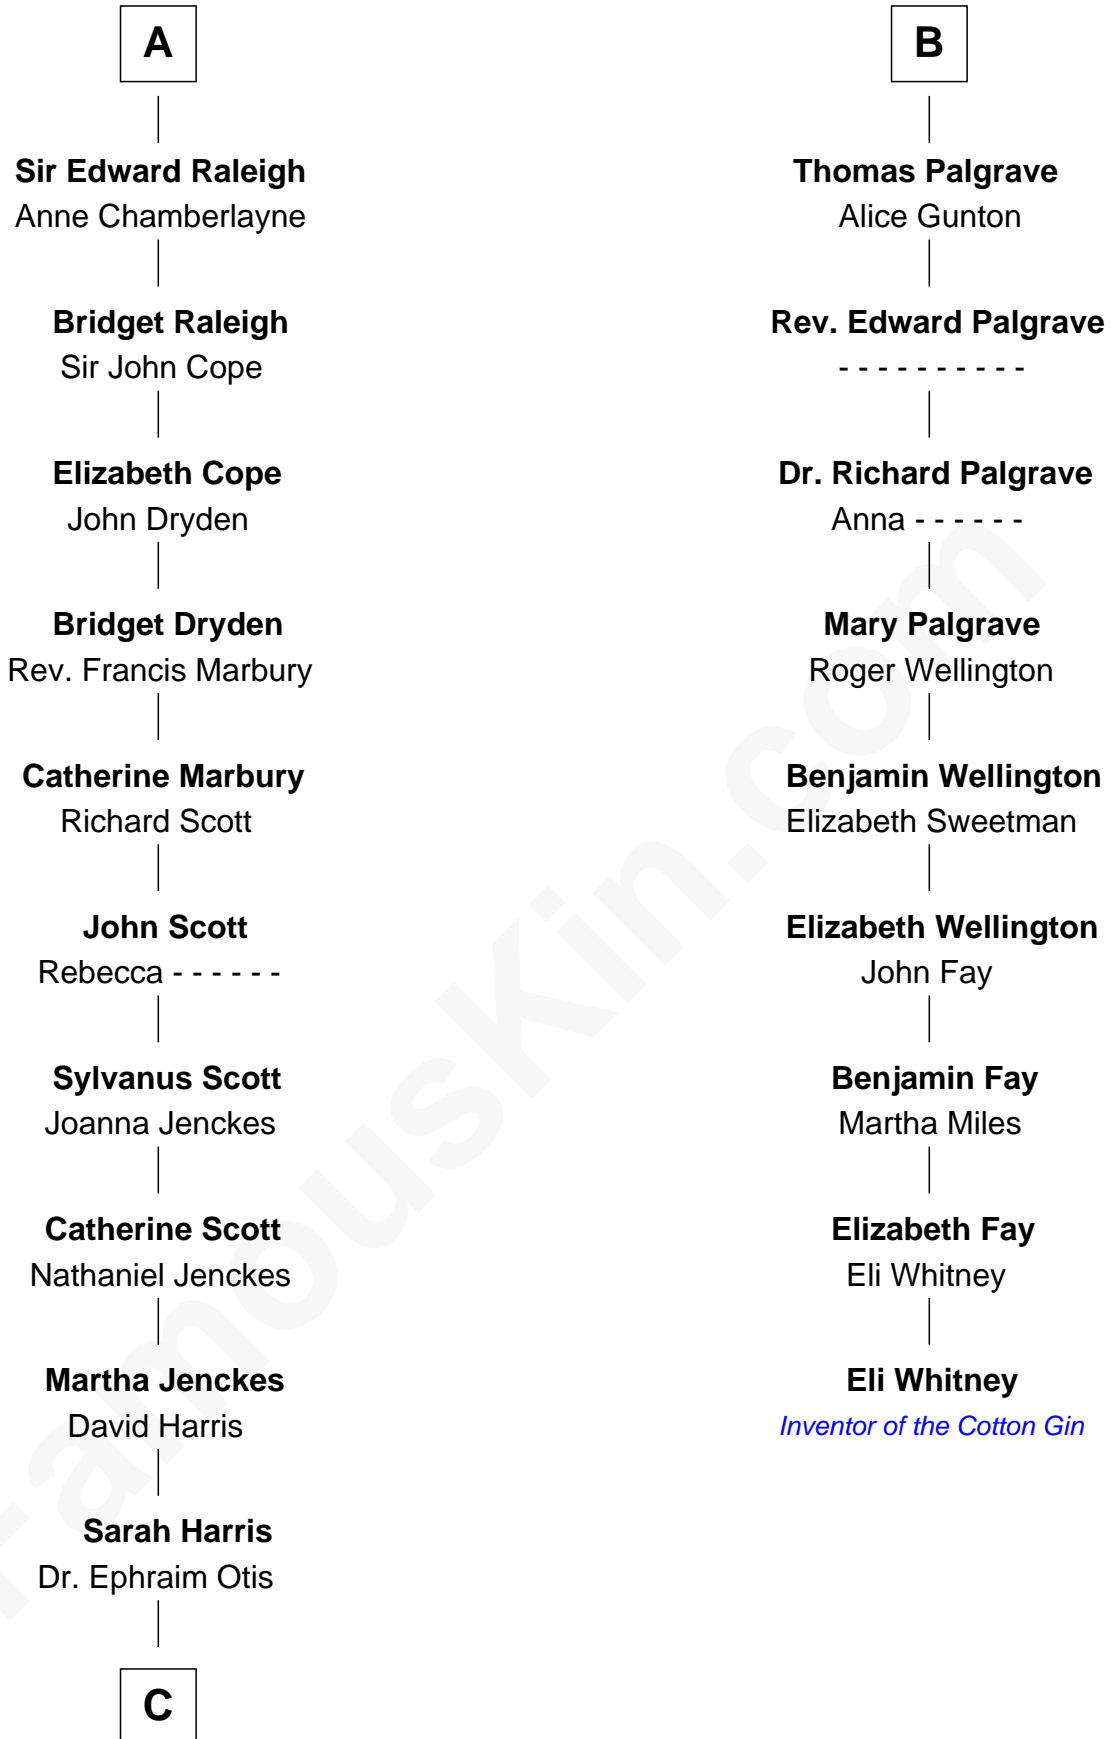 A
Sir Edward Raleigh
Anne Chamberlayne
Bridget Raleigh
Sir John Cope
Elizabeth Cope
John Dryden
Bridget Dryden
Rev. Francis Marbury
Catherine Marbury
Richard Scott
John Scott
Rebecca - - - - - -
Sylvanus Scott
Joanna Jenckes
Catherine Scott
Nathaniel Jenckes
Martha Jenckes
David Harris
Sarah Harris
Dr. Ephraim Otis
C
B
Thomas Palgrave
Alice Gunton
Rev. Edward Palgrave
- - - - - - - - - -
Dr. Richard Palgrave
Anna - - - - - -
Mary Palgrave
Roger Wellington
Benjamin Wellington
Elizabeth Sweetman
Elizabeth Wellington
John Fay
Benjamin Fay
Martha Miles
Elizabeth Fay
Eli Whitney
Eli Whitney
Inventor of the Cotton Gin
FamousKin.com